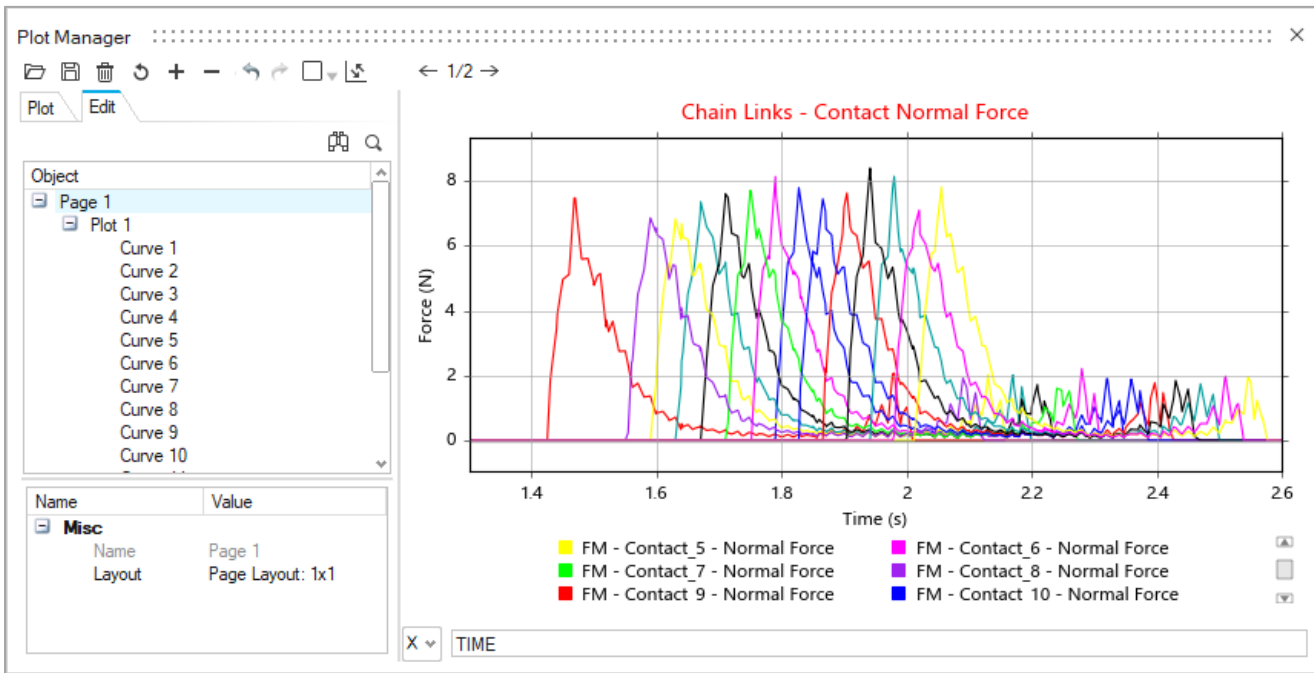 Plot Manager
← 1/2 →
Plot Edit
Object
Page 1
Plot 1
Curve 1
Curve 2
Curve 3
Curve 4
Curve 5
Curve 6
Curve 7
Curve 8
Curve 9
Curve 10
Name Value
Misc
Name Page 1
Layout Page Layout: 1x1
Chain Links - Contact Normal Force
Force (N)
8
6
4
2
0
1.4 1.6 1.8 2 2.2 2.4 2.6
Time (s)
FM - Contact_5 - Normal Force FM - Contact_6 - Normal Force
FM - Contact_7 - Normal Force FM - Contact_8 - Normal Force
FM - Contact 9 - Normal Force FM - Contact 10 - Normal Force
X TIME